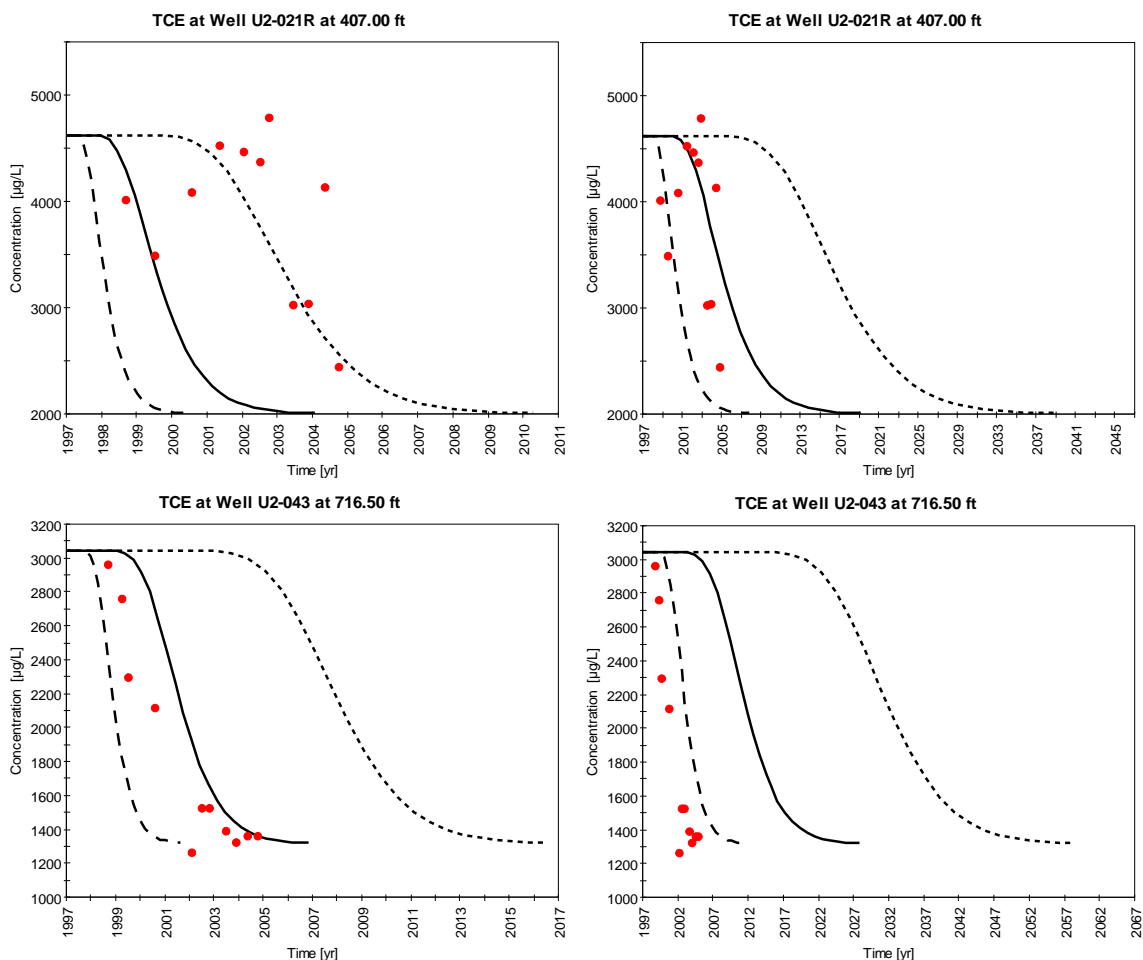 TCE at Well U2-021R at 407.00 ft
Concentration [µg/L]
5000
4000
3000
2000
1997 1998 1999 2000 2001 2002 2003 2004 2005 2006 2007 2008 2009 2010 2011
Time [yr]
TCE at Well U2-021R at 407.00 ft
Concentration [µg/L]
5000
4000
3000
2000
1997 2001 2005 2009 2013 2017 2021 2025 2029 2033 2037 2041 2045
Time [yr]
TCE at Well U2-043 at 716.50 ft
Concentration [µg/L]
3200
3000
2800
2600
2400
2200
2000
1800
1600
1400
1200
1000
1997 1999 2001 2003 2005 2007 2009 2011 2013 2015 2017
Time [yr]
TCE at Well U2-043 at 716.50 ft
Concentration [µg/L]
3200
3000
2800
2600
2400
2200
2000
1800
1600
1400
1200
1000
1997 2002 2007 2012 2017 2022 2027 2032 2037 2042 2047 2052 2057 2062 2067
Time [yr]